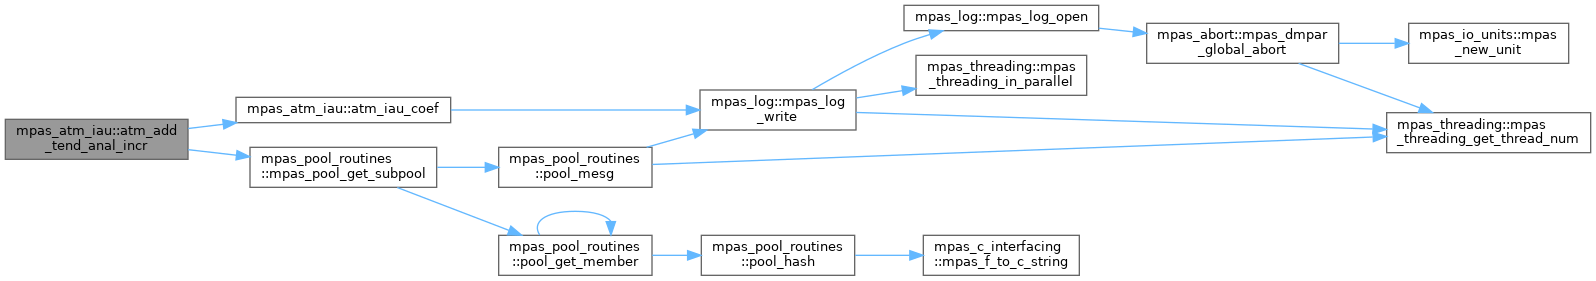 mpas_atm_iau::atm_add
_tend_anal_incr
mpas_atm_iau::atm_iau_coef
mpas_pool_routines
::mpas_pool_get_subpool
mpas_pool_routines
::pool_mesg
mpas_pool_routines
::pool_get_member
mpas_log::mpas_log
_write
mpas_pool_routines
::pool_hash
mpas_log::mpas_log_open
mpas_threading::mpas
_threading_in_parallel
mpas_c_interfacing
::mpas_f_to_c_string
mpas_abort::mpas_dmpar
_global_abort
mpas_io_units::mpas
_new_unit
mpas_threading::mpas
_threading_get_thread_num